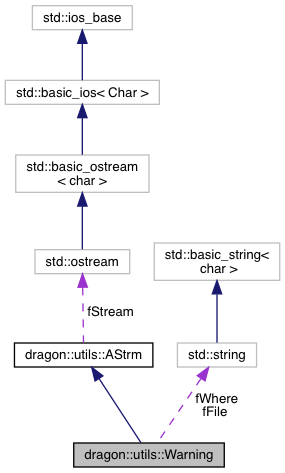 std::ios_base
std::basic_ios< Char >
std::basic_ostream
< char >
std::ostream
std::basic_string<
char >
fStream
dragon::utils::AStrm
std::string
fWhere
fFile
dragon::utils::Warning